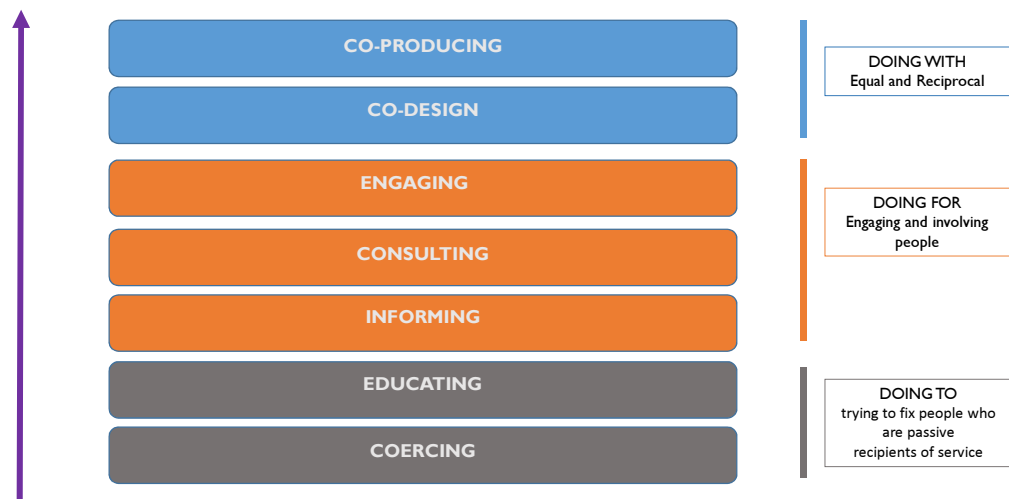 CO-PRODUCING
CO-DESIGN
DOING WITH
Equal and Reciprocal
ENGAGING
CONSULTING
INFORMING
DOING FOR
Engaging and involving
people
EDUCATING
COERCING
DOING TO
trying to fix people who
are passive
recipients of service